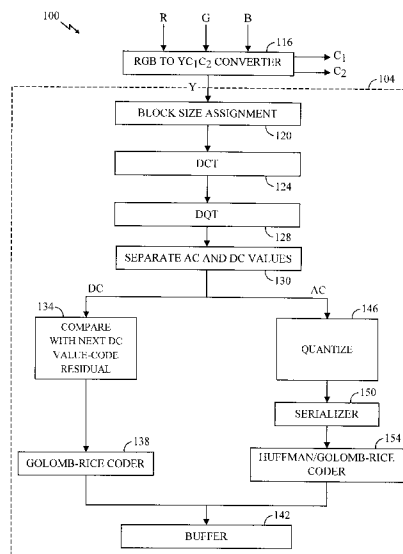 100
R G B
116
RGB TO YC1C2 CONVERTER
C1
C2
Y
104
BLOCK SIZE ASSIGNMENT
120
DCT
124
DQT
128
SEPARATE AC AND DC VALUES
130
DC
AC
134
COMPARE
WITH NEXT DC
VALUE-CODE
RESIDUAL
146
QUANTIZE
150
SERIALIZER
138
GOLOMB-RICE CODER
154
HUFFMAN/GOLOMB-RICE
CODER
142
BUFFER